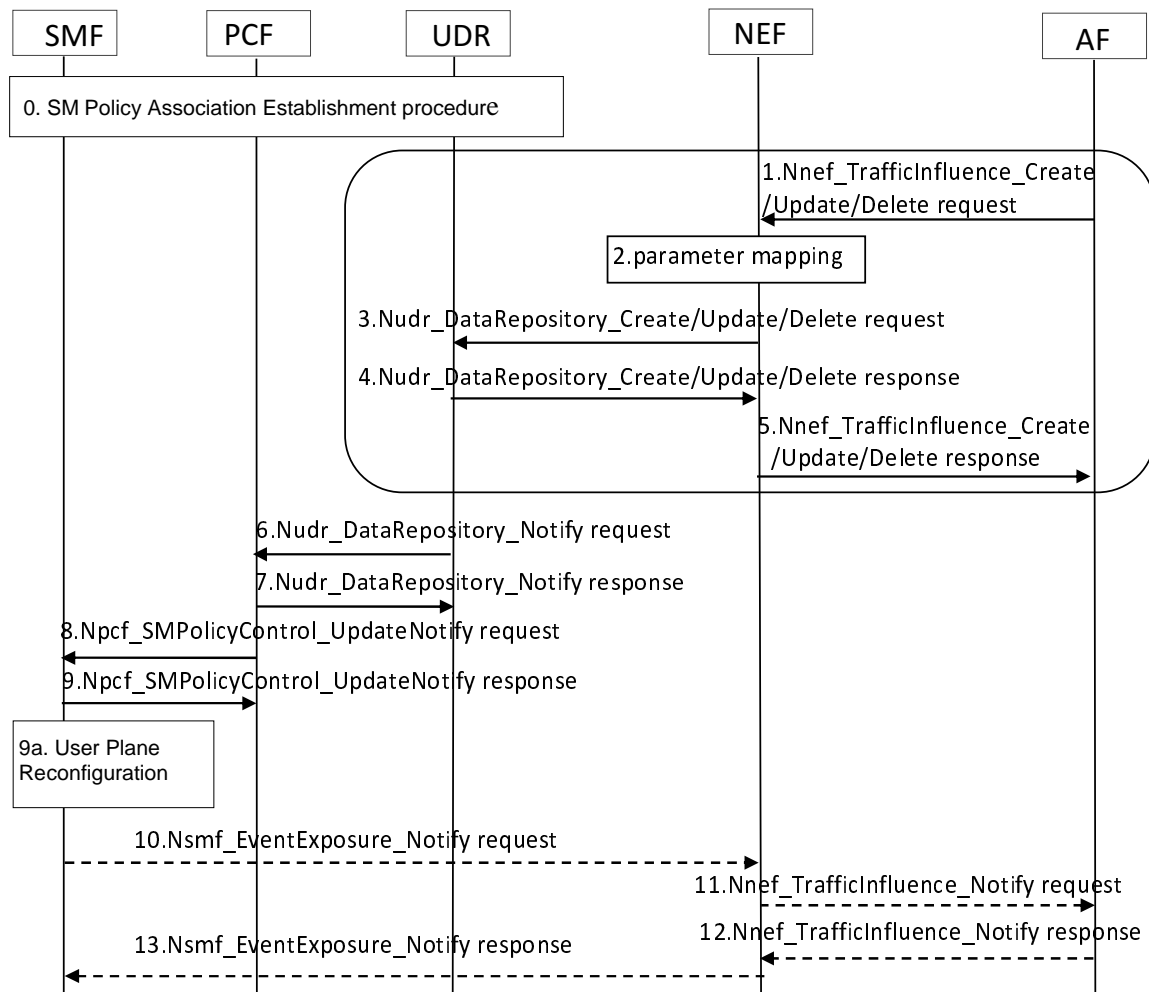 SMF
PCF
UDR
NEF
AF
0. SM Policy Association Establishment procedure
1.Nnef_TrafficInfluence_Create
/Update/Delete request
2.parameter mapping
3.Nudr_DataRepository_Create/Update/Delete request
4.Nudr_DataRepository_Create/Update/Delete response
5.Nnef_TrafficInfluence_Create
/Update/Delete response
6.Nudr_DataRepository_Notify request
7.Nudr_DataRepository_Notify response
8.Npcf_SMPolicyControl_UpdateNotify request
9.Npcf_SMPolicyControl_UpdateNotify response
9a. User Plane
Reconfiguration
10.Nsmf_EventExposure_Notify request
11.Nnef_TrafficInfluence_Notify request
12.Nnef_TrafficInfluence_Notify response
13.Nsmf_EventExposure_Notify response